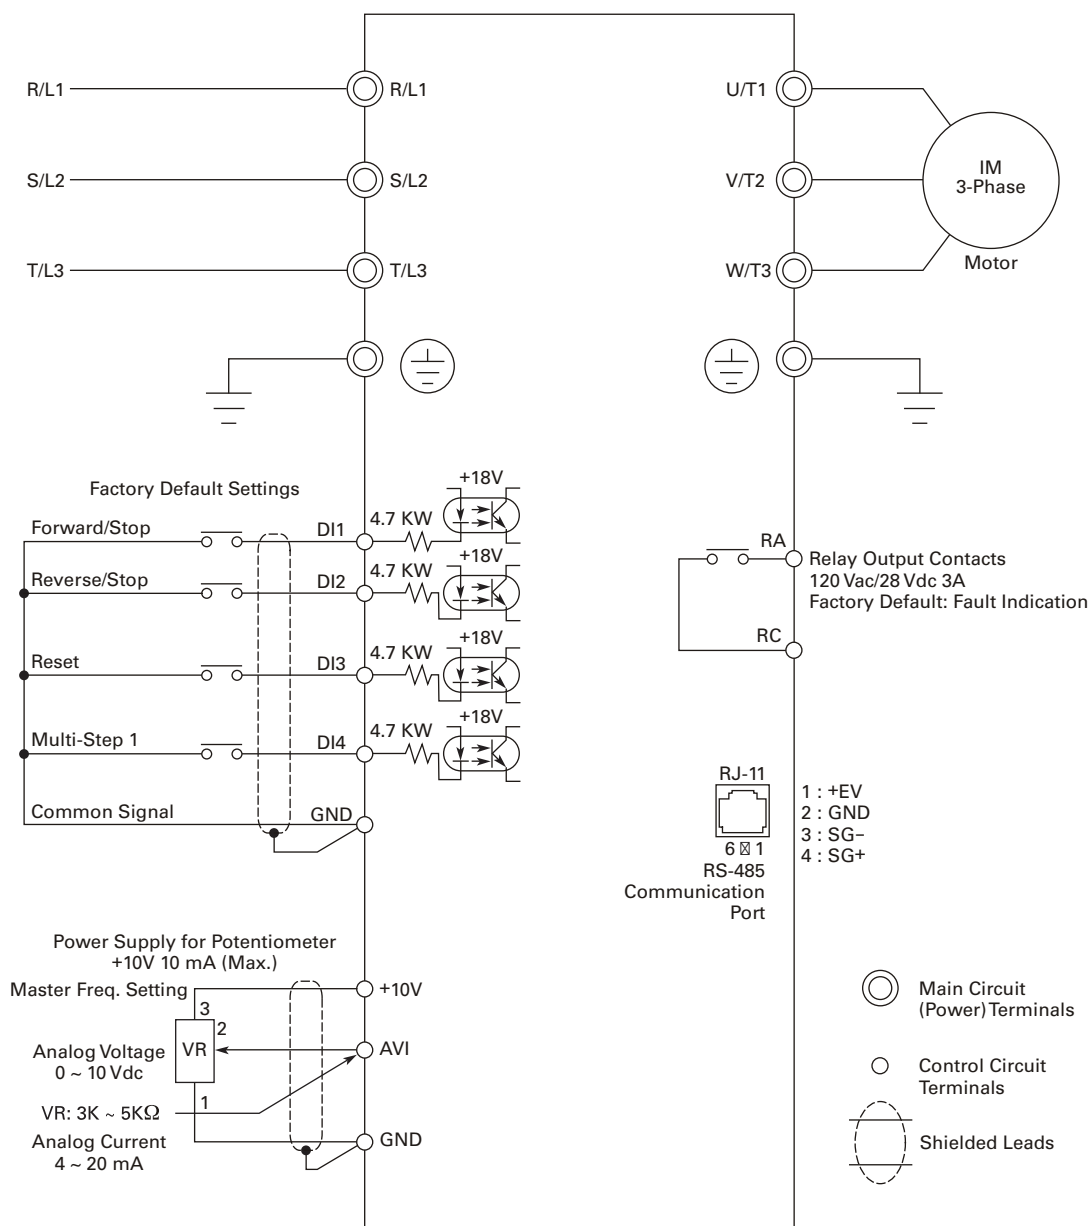 R/L1
R/L1
U/T1
IM
3-Phase
S/L2
S/L2
V/T2
T/L3
T/L3
W/T3
Motor
Factory Default Settings
+18V
Forward/Stop
DI1
4.7 KW
+18V
Reverse/Stop
DI2
4.7 KW
+18V
Reset
DI3
4.7 KW
+18V
Multi-Step 1
DI4
4.7 KW
Common Signal
GND
RA
Relay Output Contacts
120 Vac/28 Vdc 3A
Factory Default: Fault Indication
RC
RJ-11
6 ☒ 1
RS-485
Communication
Port
1 : +EV
2 : GND
3 : SG–
4 : SG+
Power Supply for Potentiometer
+10V 10 mA (Max.)
Master Freq. Setting
+10V
3
2
VR
AVI
Analog Voltage
0 ~ 10 Vdc
1
VR: 3K ~ 5KΩ
Analog Current
4 ~ 20 mA
GND
Main Circuit
(Power) Terminals
Control Circuit
Terminals
Shielded Leads